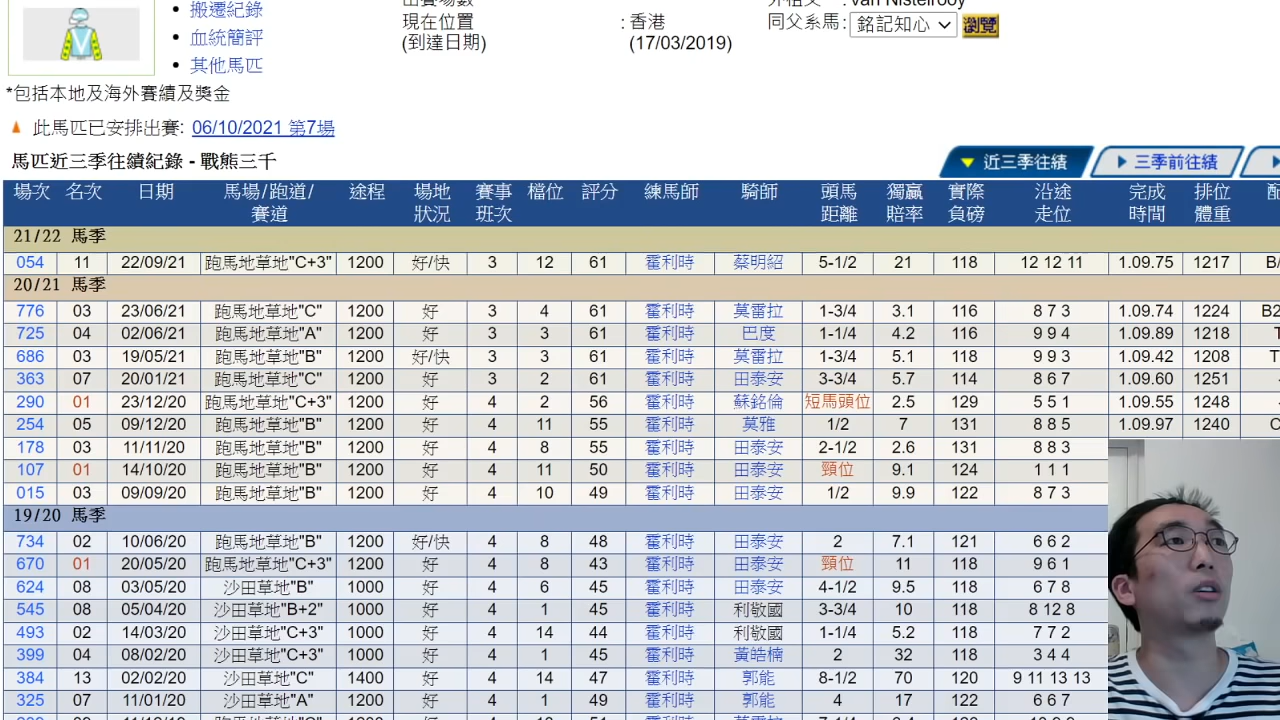 搬遷紀錄
血統簡評
其他馬匹
出賽場數
現在位置 : 香港
(到達日期) (17/03/2019)
外祖父 : Van Nistelrooy
同父系馬: 銘記知心 瀏覽
*包括本地及海外賽績及獎金
此馬匹已安排出賽: 06/10/2021 第7場
馬匹近三季往績紀錄 - 戰熊三千
近三季往績 三季前往績
場次 名次 日期 馬場/跑道/賽道 途程 場地狀況 賽事班次 檔位 評分 練馬師 騎師 頭馬距離 獨贏賠率 實際負磅 沿途走位 完成時間 排位體重 配
21/22 馬季
054 11 22/09/21 跑馬地草地"C+3" 1200 好/快 3 12 61 霍利時 蔡明紹 5-1/2 21 118 12 12 11 1.09.75 1217 B/
20/21 馬季
776 03 23/06/21 跑馬地草地"C" 1200 好 3 4 61 霍利時 莫雷拉 1-3/4 3.1 116 8 7 3 1.09.74 1224 B2
725 04 02/06/21 跑馬地草地"A" 1200 好 3 3 61 霍利時 巴度 1-1/4 4.2 116 9 9 4 1.09.89 1218 T
686 03 19/05/21 跑馬地草地"B" 1200 好/快 3 3 61 霍利時 莫雷拉 1-3/4 5.1 118 9 9 3 1.09.42 1208 T
363 07 20/01/21 跑馬地草地"C" 1200 好 3 2 61 霍利時 田泰安 3-3/4 5.7 114 8 6 7 1.09.60 1251
290 01 23/12/20 跑馬地草地"C+3" 1200 好 4 2 56 霍利時 蘇銘倫 短馬頭位 2.5 129 5 5 1 1.09.55 1248 -
254 05 09/12/20 跑馬地草地"B" 1200 好 4 11 55 霍利時 莫雅 1/2 7 131 8 8 5 1.09.97 1240 C
178 03 11/11/20 跑馬地草地"B" 1200 好 4 8 55 霍利時 田泰安 2-1/2 2.6 131 8 8 3
107 01 14/10/20 跑馬地草地"B" 1200 好 4 11 50 霍利時 田泰安 頸位 9.1 124 1 1 1
015 03 09/09/20 跑馬地草地"B" 1200 好 4 10 49 霍利時 田泰安 1/2 9.9 122 8 7 3
19/20 馬季
734 02 10/06/20 跑馬地草地"B" 1200 好/快 4 8 48 霍利時 田泰安 2 7.1 121 6 6 2
670 01 20/05/20 跑馬地草地"C+3" 1200 好 4 8 43 霍利時 田泰安 頸位 11 118 9 6 1
624 08 03/05/20 沙田草地"B" 1000 好 4 6 45 霍利時 田泰安 4-1/2 9.5 118 6 7 8
545 08 05/04/20 沙田草地"B+2" 1000 好 4 1 45 霍利時 利敬國 3-3/4 10 118 8 12 8
493 02 14/03/20 沙田草地"C+3" 1000 好 4 14 44 霍利時 利敬國 1-1/4 5.2 118 7 7 2
399 04 08/02/20 沙田草地"C+3" 1000 好 4 1 45 霍利時 黃皓楠 2 32 118 3 4 4
384 13 02/02/20 沙田草地"C" 1400 好 4 14 47 霍利時 郭能 8-1/2 70 120 9 11 13 13
325 07 11/01/20 沙田草地"A" 1000 好 4 1 49 霍利時 郭能 4 17 122 6 6 7